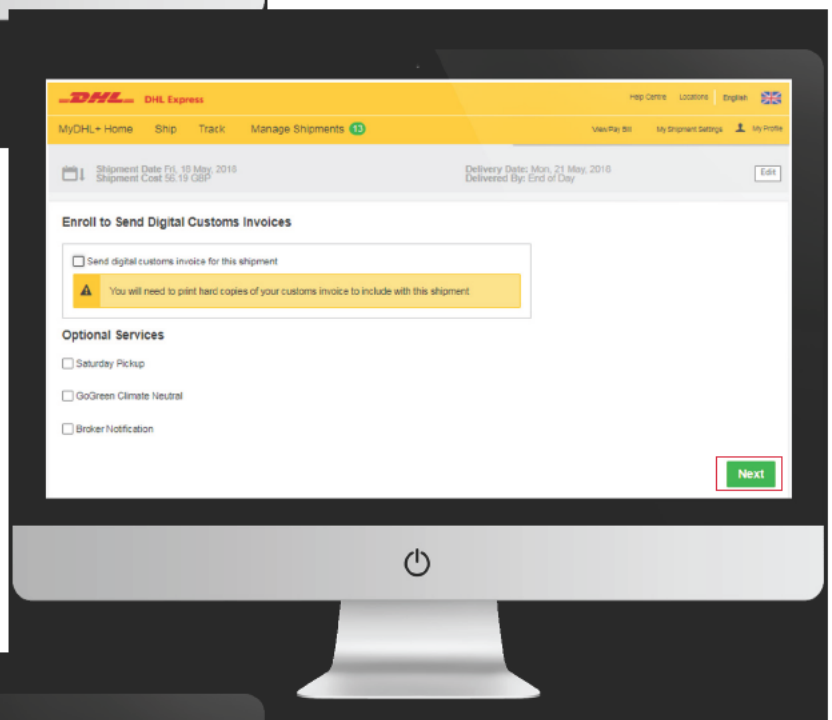 DHL DHL Express
Help Centre Locations English
MyDHL+ Home Ship Track Manage Shipments 13
View/Pay Bill My Shipment Settings My Profile
Shipment Date Fri, 18 May, 2018
Shipment Cost 56.19 GBP
Delivery Date: Mon, 21 May, 2018
Delivered By: End of Day
Edit
Enroll to Send Digital Customs Invoices
Send digital customs invoice for this shipment
You will need to print hard copies of your customs invoice to include with this shipment
Optional Services
Saturday Pickup
GoGreen Climate Neutral
Broker Notification
Next